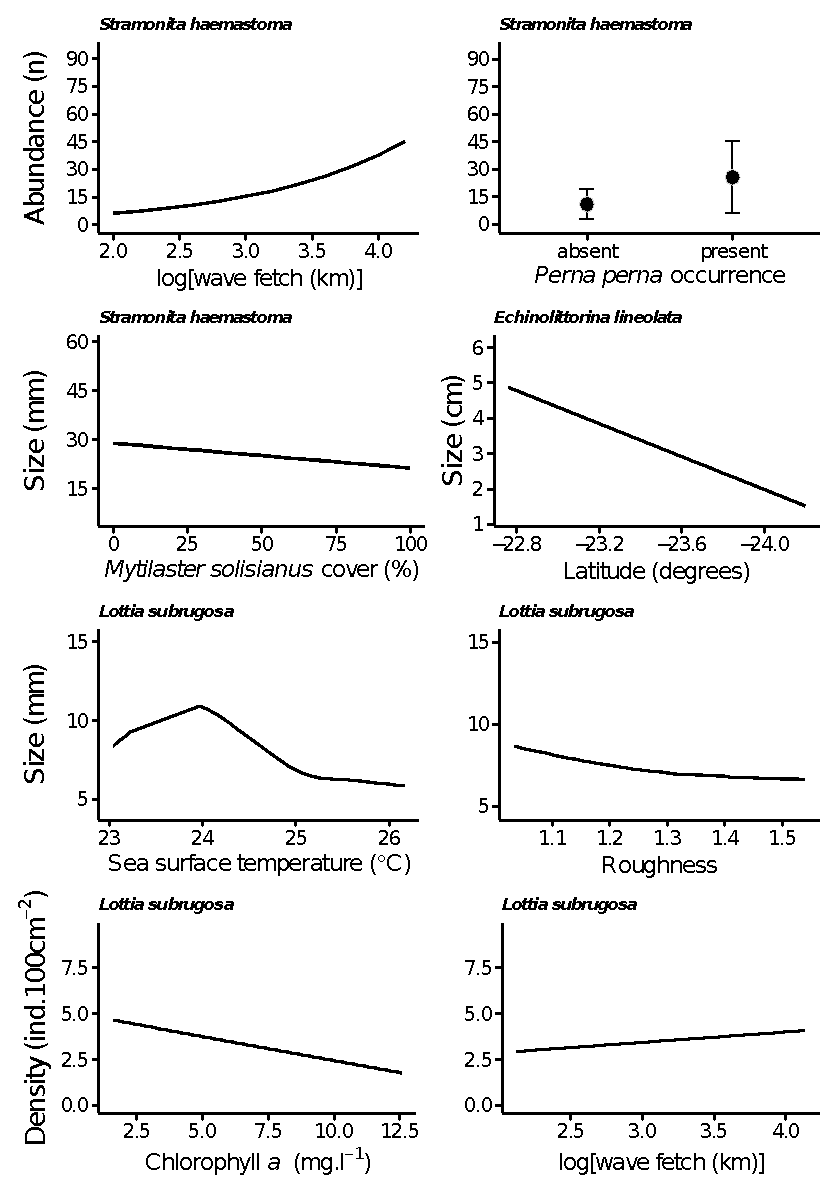 Stramonita haemastoma
Abundance (n)
90
75
60
45
30
15
0
2.0 2.5 3.0 3.5 4.0
log[wave fetch (km)]
Stramonita haemastoma
90
75
60
45
30
15
0
absent present
Perna perna occurrence
Stramonita haemastoma
Size (mm)
60
45
30
15
0 25 50 75 100
Mytilaster solisianus cover (%)
Echinolittorina lineolata
Size (cm)
6
5
4
3
2
1
−22.8 −23.2 −23.6 −24.0
Latitude (degrees)
Lottia subrugosa
Size (mm)
15
10
5
23 24 25 26
Sea surface temperature (°C)
Lottia subrugosa
15
10
5
1.1 1.2 1.3 1.4 1.5
Roughness
Lottia subrugosa
Density (ind.100cm⁻²)
7.5
5.0
2.5
0.0
2.5 5.0 7.5 10.0 12.5
Chlorophyll a (mg.l⁻¹)
Lottia subrugosa
7.5
5.0
2.5
0.0
2.5 3.0 3.5 4.0
log[wave fetch (km)]